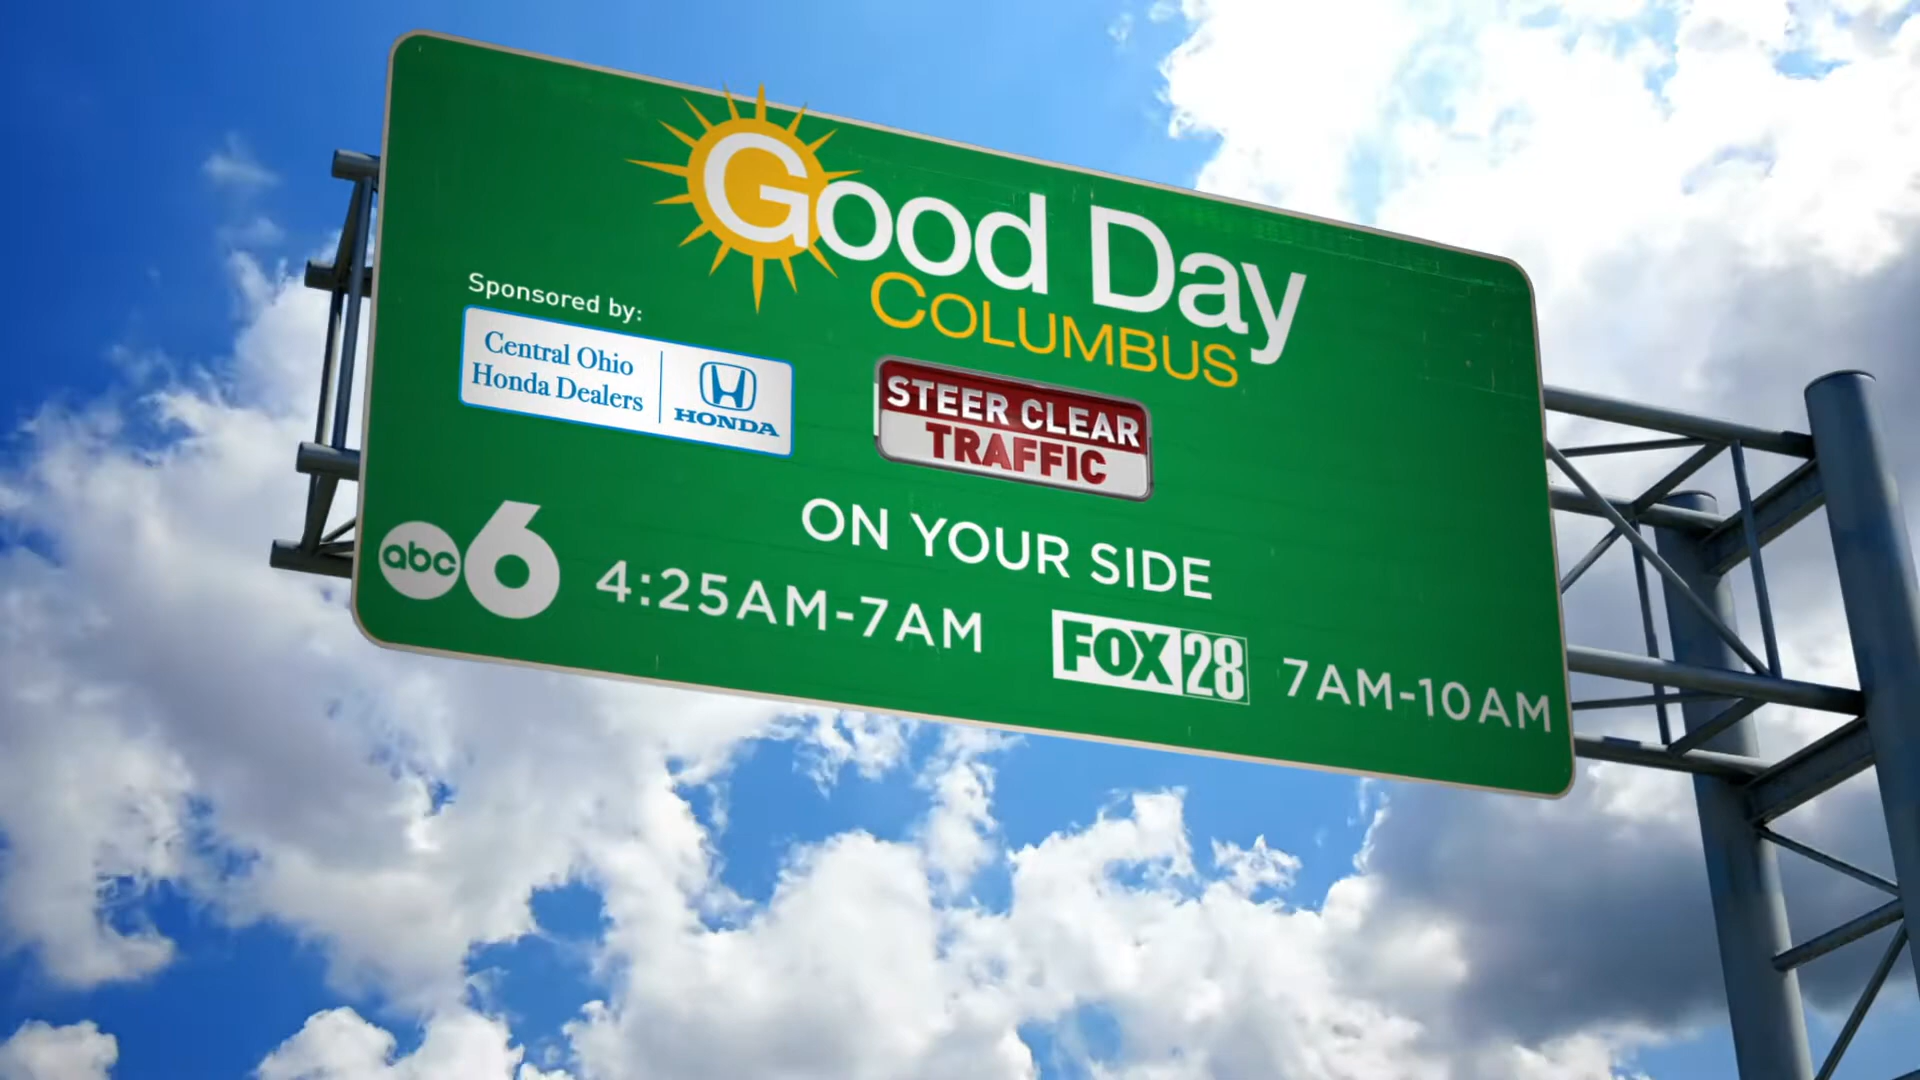 Good Day
COLUMBUS
Sponsored by:
Central Ohio
Honda Dealers
HONDA
STEER CLEAR
TRAFFIC
ON YOUR SIDE
abc 6 4:25AM-7AM
FOX 28 7AM-10AM